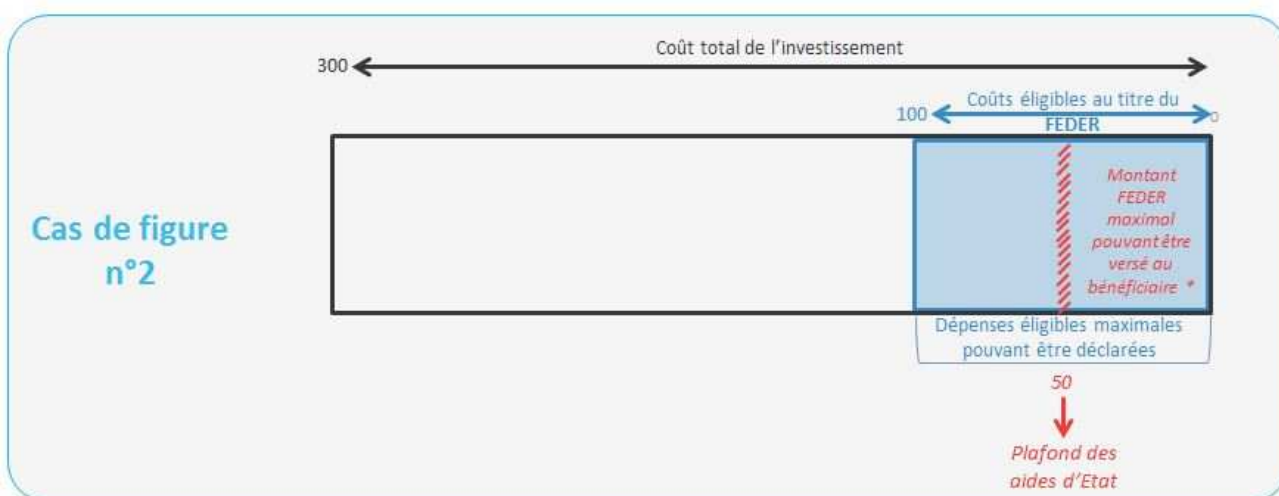 Coût total de l'investissement
300
Coûts éligibles au titre du
FEDER
100
0
Cas de figure
n°2
Montant
FEDER
maximal
pouvant être
versé au
bénéficiaire *
Dépenses éligibles maximales
pouvant être déclarées
50
Plafond des
aides d'Etat